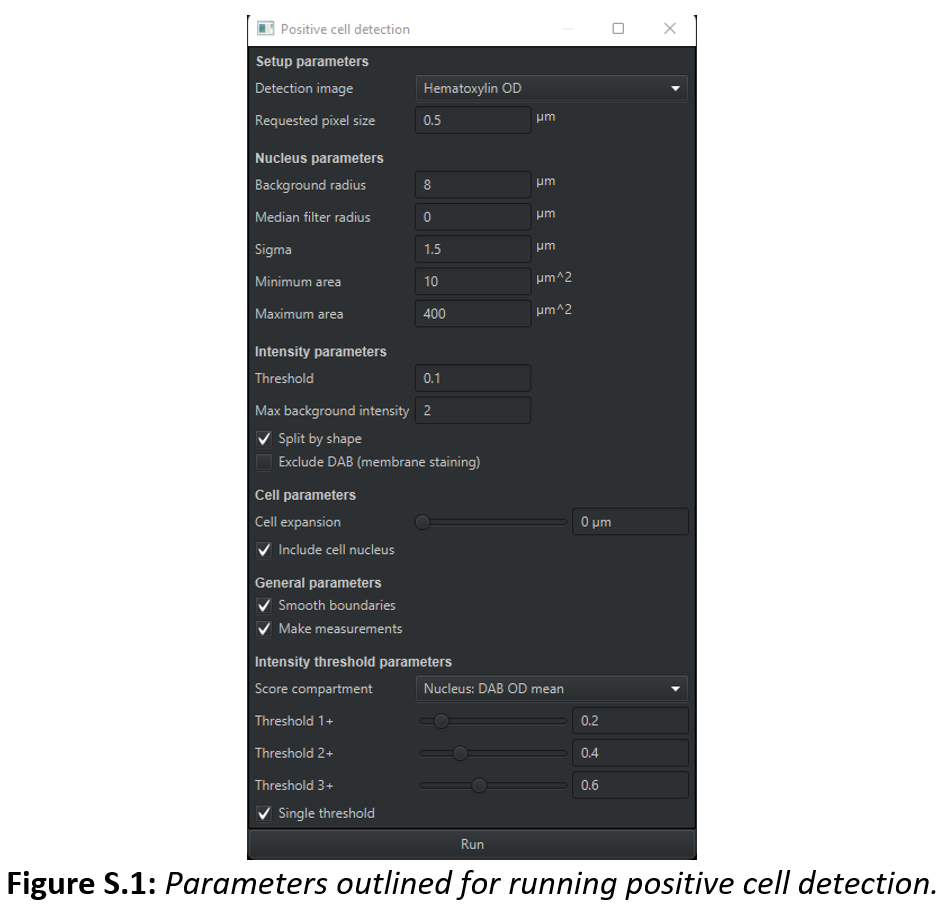 Positive cell detection
Setup parameters
Detection image Hematoxylin OD
Requested pixel size 0.5 µm
Nucleus parameters
Background radius 8 µm
Median filter radius 0 µm
Sigma 1.5 µm
Minimum area 10 µm^2
Maximum area 400 µm^2
Intensity parameters
Threshold 0.1
Max background intensity 2
Split by shape
Exclude DAB (membrane staining)
Cell parameters
Cell expansion 0 µm
Include cell nucleus
General parameters
Smooth boundaries
Make measurements
Intensity threshold parameters
Score compartment Nucleus: DAB OD mean
Threshold 1+ 0.2
Threshold 2+ 0.4
Threshold 3+ 0.6
Single threshold
Run
Figure S.1: Parameters outlined for running positive cell detection.